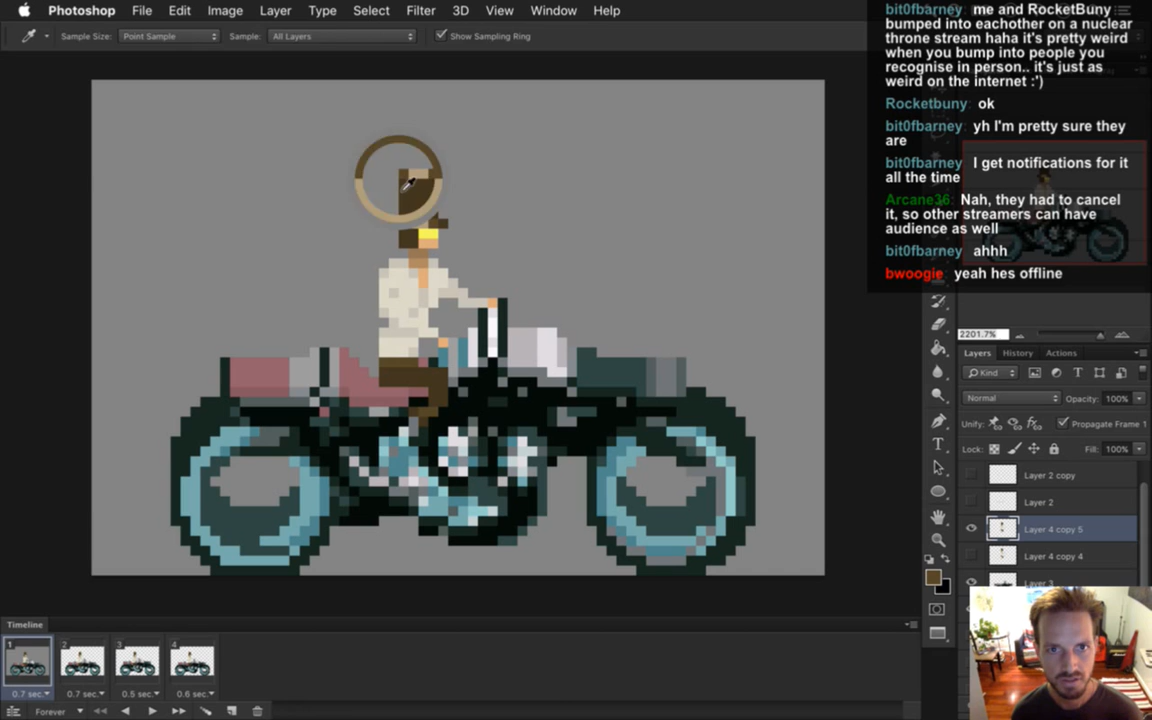 Photoshop File Edit Image Layer Type Select Filter 3D View Window Help
Sample Size: Point Sample Sample: All Layers Show Sampling Ring
bit0fbarney: me and RocketBuny
bumped into eachother on a nuclear
throne stream haha it's pretty weird
when you bump into people you
recognise in person.. it's just as
weird on the internet :')
Rocketbuny: ok
bit0fbarney: yh I'm pretty sure they
are
bit0fbarney: I get notifications for it
all the time
Arcane36: Nah, they had to cancel
it, so other streamers can have
audience as well
bit0fbarney: ahhh
bwoogie: yeah hes offline
2201.7%
Layers History Actions
Kind
Normal Opacity: 100%
Unify: Propagate Frame 1
Lock: Fill: 100%
Layer 2 copy
Layer 2
Layer 4 copy 5
Layer 4 copy 4
Layer 3
Timeline
1 2 3 4
0.7 sec. 0.7 sec. 0.5 sec. 0.6 sec.
Forever